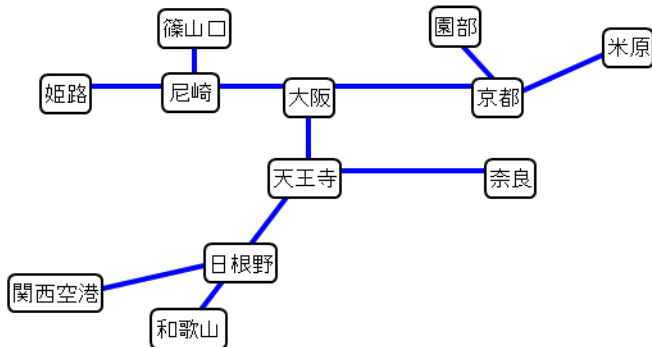 篠山口
園部
米原
姫路
尼崎
大阪
京都
天王寺
奈良
日根野
関西空港
和歌山